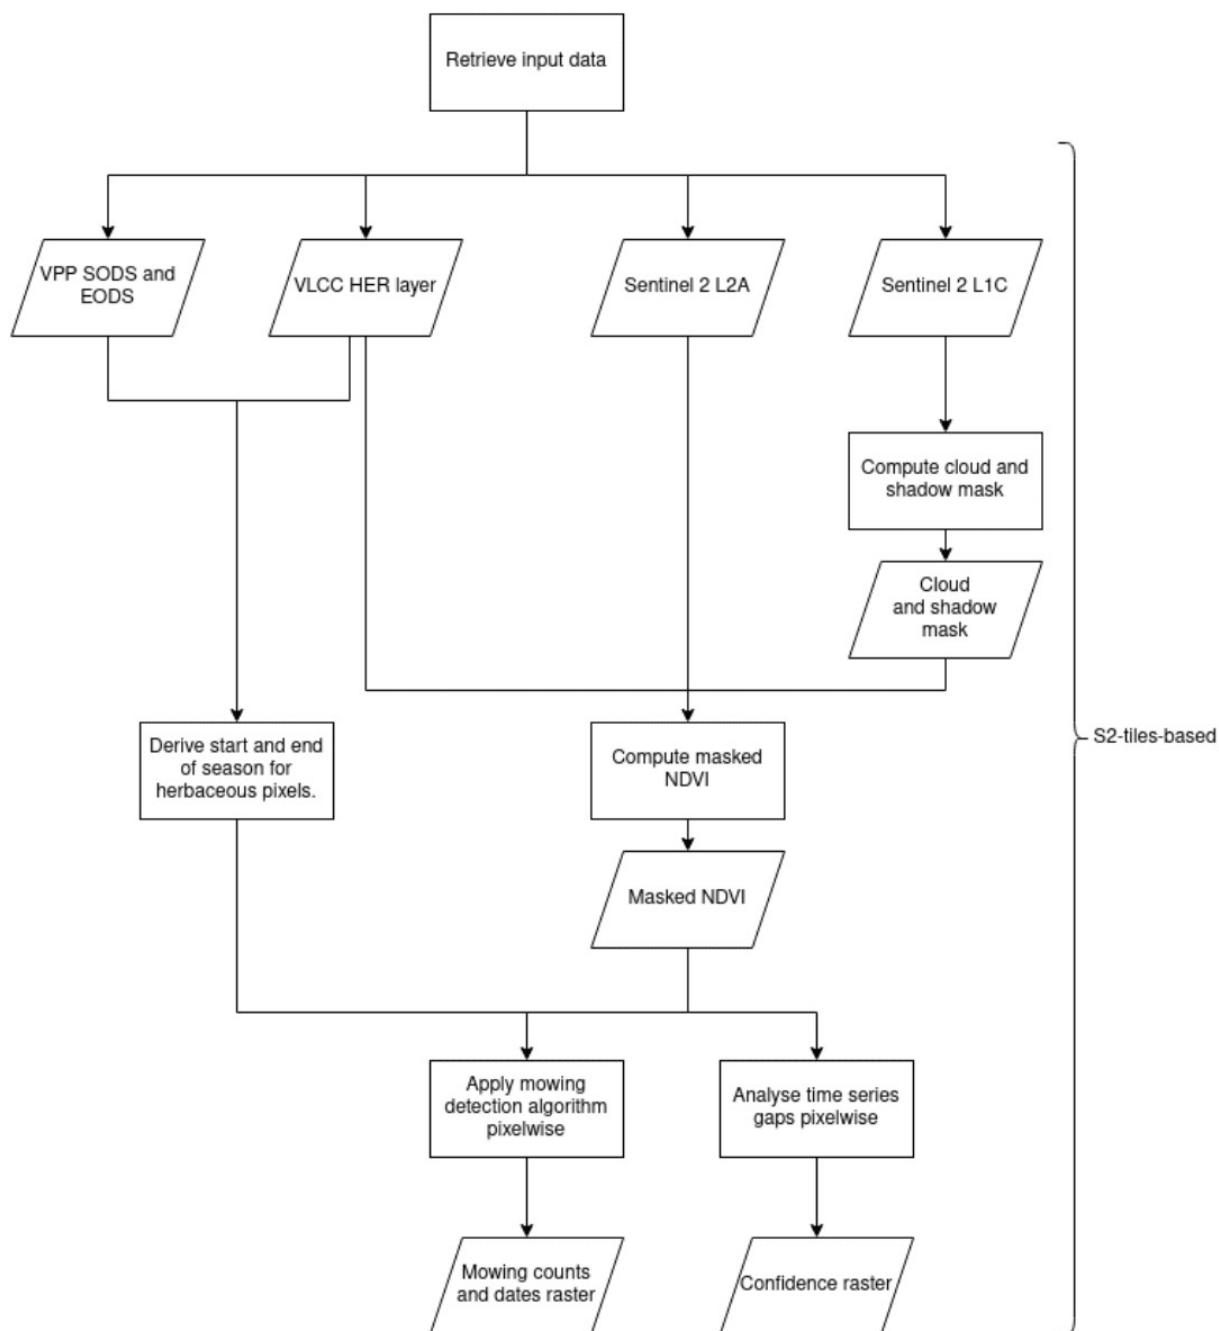 Retrieve input data
VPP SODS and
EODS
VLCC HER layer
Sentinel 2 L2A
Sentinel 2 L1C
Compute cloud and
shadow mask
Cloud
and shadow
mask
Derive start and end
of season for
herbaceous pixels.
Compute masked
NDVI
S2-tiles-based
Masked NDVI
Apply mowing
detection algorithm
pixelwise
Analyse time series
gaps pixelwise
Mowing counts
and dates raster
Confidence raster